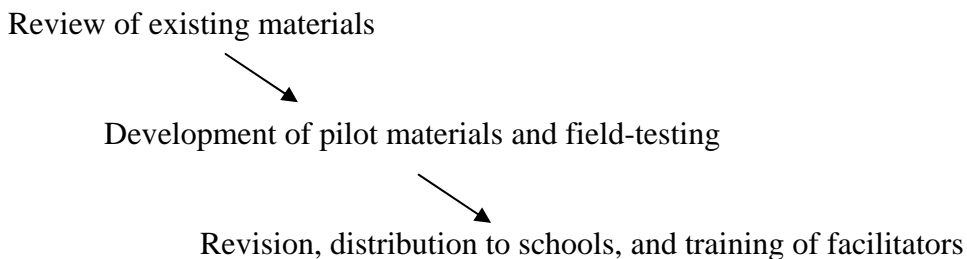 Review of existing materials
Development of pilot materials and field-testing
Revision, distribution to schools, and training of facilitators